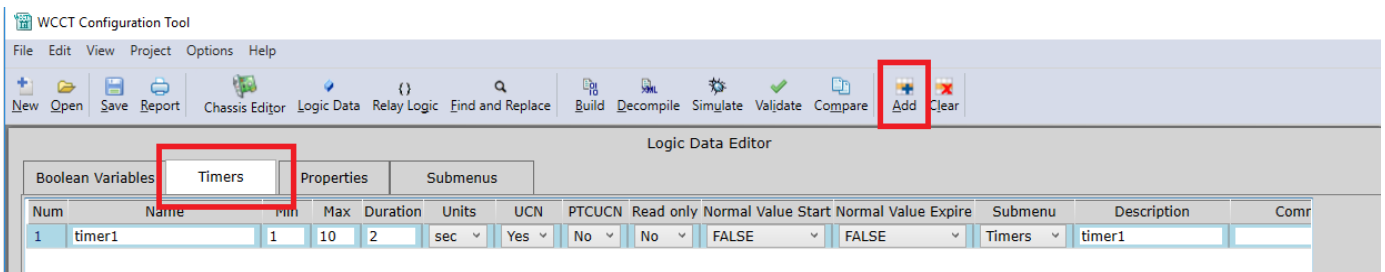 WCCT Configuration Tool
File Edit View Project Options Help
New Open Save Report Chassis Editor Logic Data Relay Logic Find and Replace Build Decompile Simulate Validate Compare Add Clear
Logic Data Editor
Boolean Variables Timers Properties Submenus
Num Name Min Max Duration Units UCN PTCUCN Read only Normal Value Start Normal Value Expire Submenu Description Comr
1 timer1 1 10 2 sec Yes No No FALSE FALSE Timers timer1